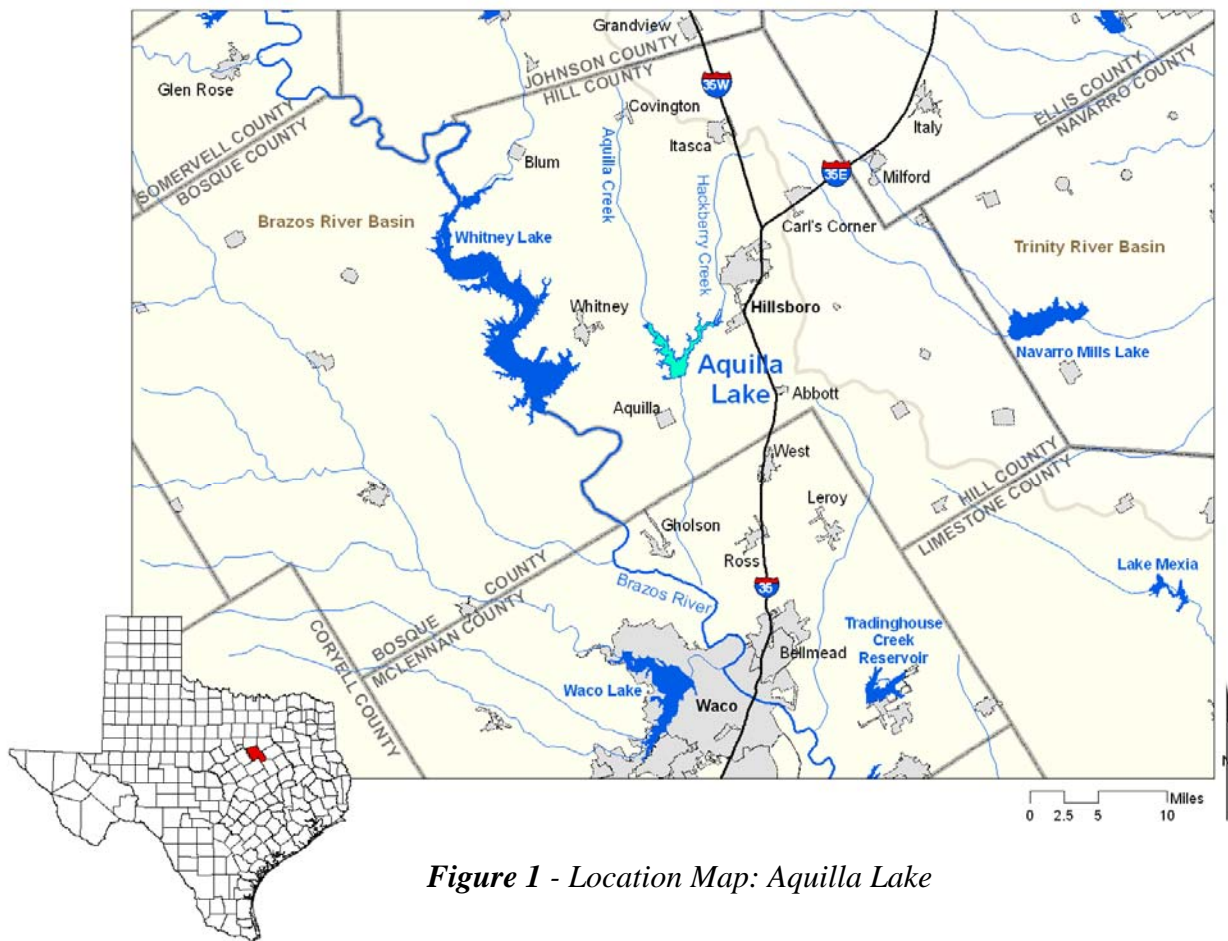 Grandview
Glen Rose
JOHNSON COUNTY
HILL COUNTY
35W
Covington
ELLIS COUNTY
NAVARRO COUNTY
Italy
Itasca
SOMERVELL COUNTY
BOSQUE COUNTY
Blum
Aquilla Creek
Hackberry Creek
35E
Milford
Carl's Corner
Brazos River Basin
Whitney Lake
Trinity River Basin
Whitney
Hillsboro
Navarro Mills Lake
Aquilla
Lake
Abbott
Aquilla
West
HILL COUNTY
LIMESTONE COUNTY
Leroy
Gholson
Ross
Lake Mexia
35
Brazos River
BOSQUE COUNTY
MCLENNAN COUNTY
CORYELL COUNTY
Tradinghouse
Creek
Reservoir
Bellmead
Waco Lake
Waco
N
Miles
0 2.5 5 10
Figure 1 - Location Map: Aquilla Lake